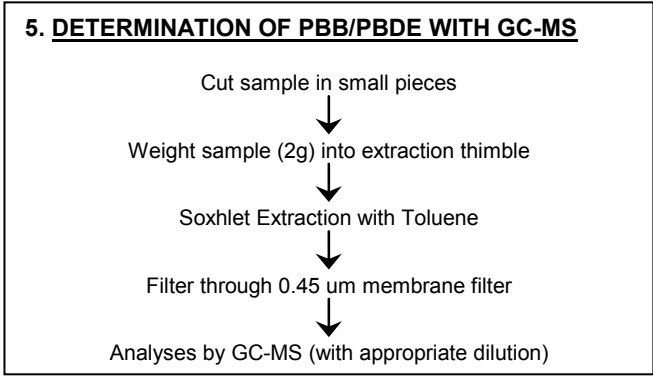 5. DETERMINATION OF PBB/PBDE WITH GC-MS
Cut sample in small pieces
Weight sample (2g) into extraction thimble
Soxhlet Extraction with Toluene
Filter through 0.45 um membrane filter
Analyses by GC-MS (with appropriate dilution)